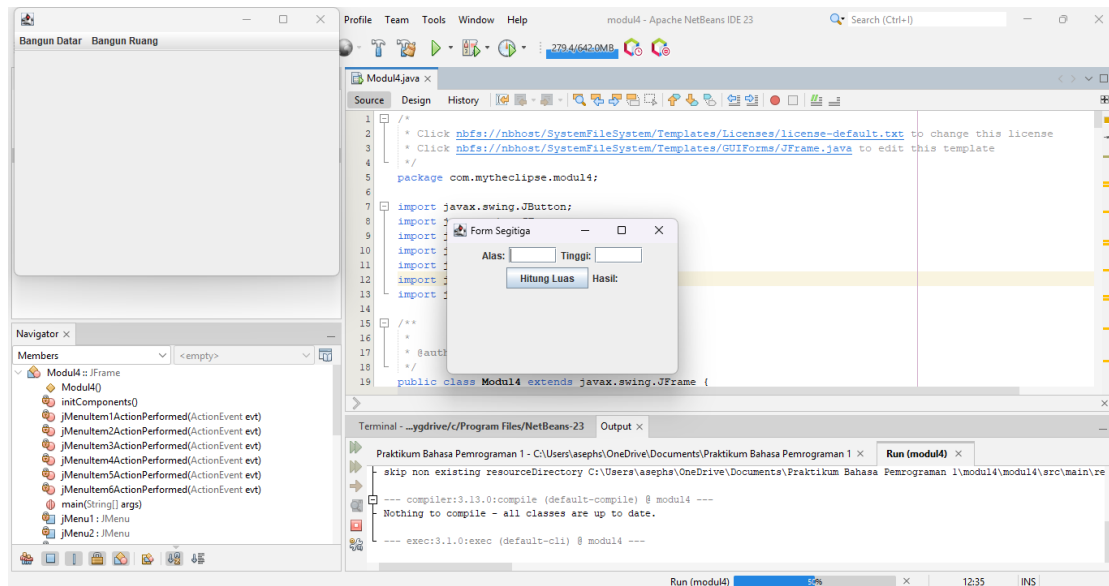 Profile Team Tools Window Help
modul4 - Apache NetBeans IDE 23
Search (Ctrl+I)
Bangun Datar Bangun Ruang
279.4/642.0MB
Modul4.java ×
Source Design History
1 /*
2 * Click nbfs://nbhost/SystemFileSystem/Templates/Licenses/license-default.txt to change this license
3 * Click nbfs://nbhost/SystemFileSystem/Templates/GUIForms/JFrame.java to edit this template
4 */
5 package com.mytheclipse.modul4;
6
7 import javax.swing.JButton;
8 import
9 import
10 import
11 import
12 import
13 import
14
15 /**
16 *
17 * @auth
18 */
19 public class Modul4 extends javax.swing.JFrame {
Form Segitiga
Alas: Tinggi:
Hitung Luas Hasil:
Navigator ×
Members <empty>
Modul4 :: JFrame
Modul4()
initComponents()
jMenuItem1ActionPerformed(ActionEvent evt)
jMenuItem2ActionPerformed(ActionEvent evt)
jMenuItem3ActionPerformed(ActionEvent evt)
jMenuItem4ActionPerformed(ActionEvent evt)
jMenuItem5ActionPerformed(ActionEvent evt)
jMenuItem6ActionPerformed(ActionEvent evt)
main(String[] args)
jMenu1 : JMenu
jMenu2 : JMenu
Terminal - ...ygdrive/c/Program Files/NetBeans-23 Output ×
Praktikum Bahasa Pemrograman 1 - C:\Users\asephs\OneDrive\Documents\Praktikum Bahasa Pemrograman 1 × Run (modul4) ×
skip non existing resourceDirectory C:\Users\asephs\OneDrive\Documents\Praktikum Bahasa Pemrograman 1\modul4\modul4\src\main\re
--- compiler:3.13.0:compile (default-compile) @ modul4 ---
Nothing to compile - all classes are up to date.
--- exec:3.1.0:exec (default-cli) @ modul4 ---
Run (modul4) 12:35 INS